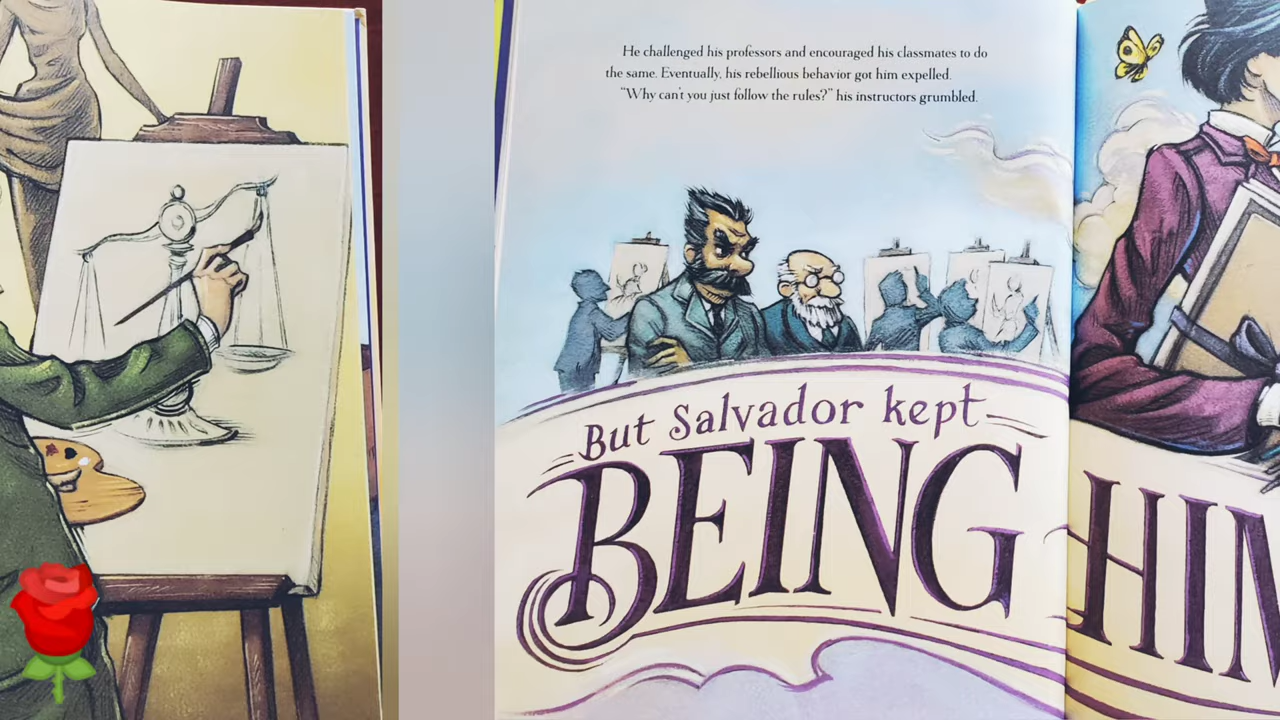 He challenged his professors and encouraged his classmates to do
the same. Eventually, his rebellious behavior got him expelled.
"Why can't you just follow the rules?" his instructors grumbled.
But Salvador kept
BEING